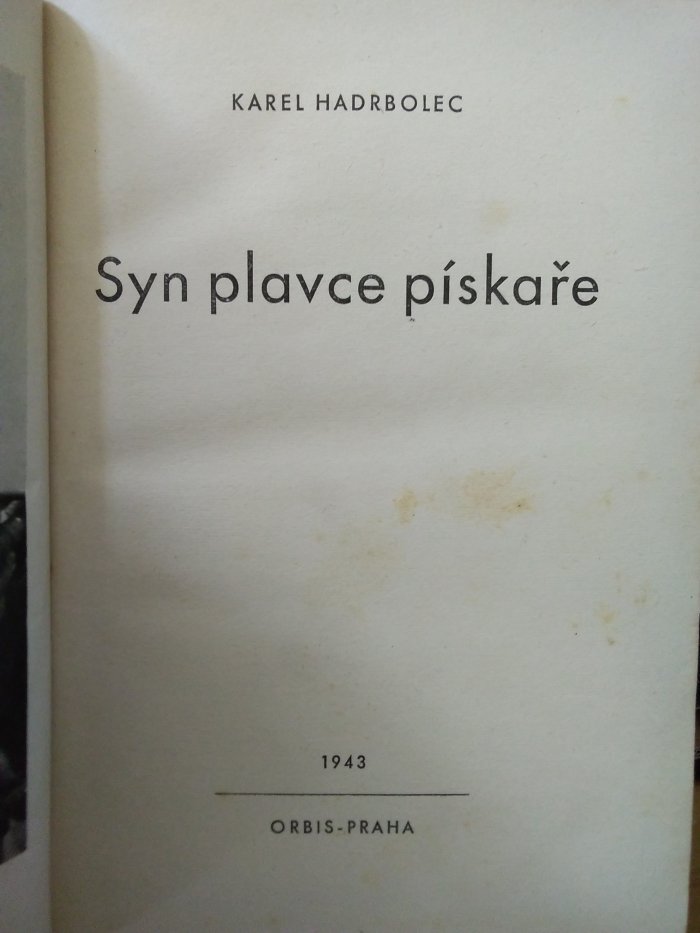 KAREL HADRBOLEC
Syn plavce pískaře
1943
ORBIS-PRAHA